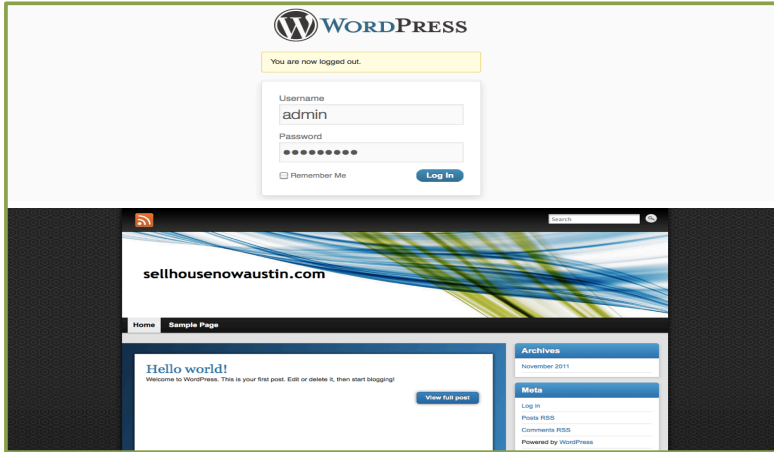 WORDPRESS
You are now logged out.
Username
admin
Password
●●●●●●●●●
Remember Me
Log In
Search
sellhousenowaustin.com
Home Sample Page
Hello world!
Welcome to WordPress. This is your first post. Edit or delete it, then start blogging!
View full post
Archives
November 2011
Meta
Log in
Posts RSS
Comments RSS
Powered by WordPress